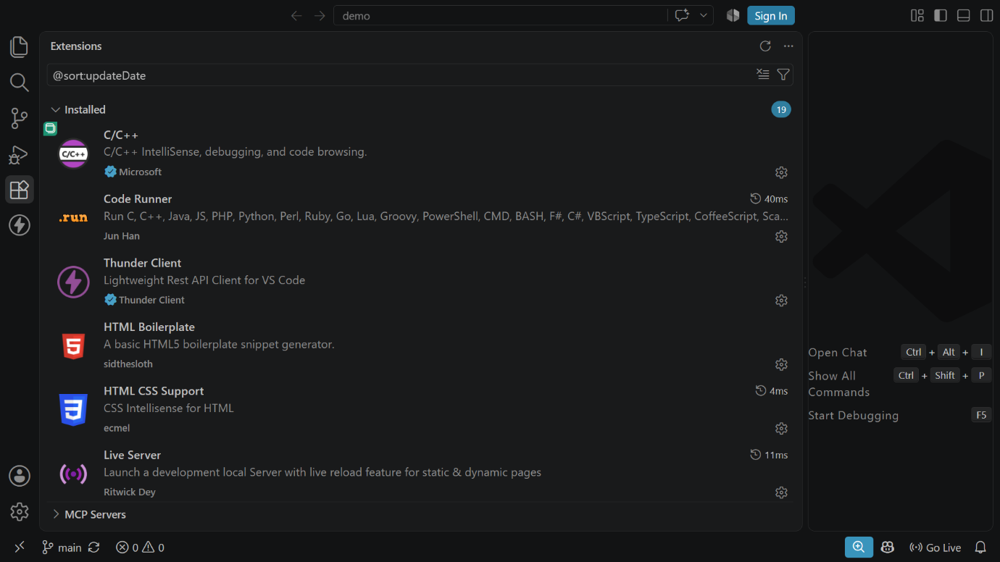 demo
Sign In
Extensions
@sort:updateDate
Installed
19
C/C++
C/C++
C/C++ IntelliSense, debugging, and code browsing.
Microsoft
Code Runner
40ms
.run
Run C, C++, Java, JS, PHP, Python, Perl, Ruby, Go, Lua, Groovy, PowerShell, CMD, BASH, F#, C#, VBScript, TypeScript, CoffeeScript, Sca...
Jun Han
Thunder Client
Lightweight Rest API Client for VS Code
Thunder Client
HTML Boilerplate
A basic HTML5 boilerplate snippet generator.
sidthesloth
HTML CSS Support
4ms
CSS Intellisense for HTML
ecmel
Live Server
11ms
Launch a development local Server with live reload feature for static & dynamic pages
Ritwick Dey
MCP Servers
Open Chat Ctrl + Alt + I
Show All Commands Ctrl + Shift + P
Start Debugging F5
main 0 0
Go Live